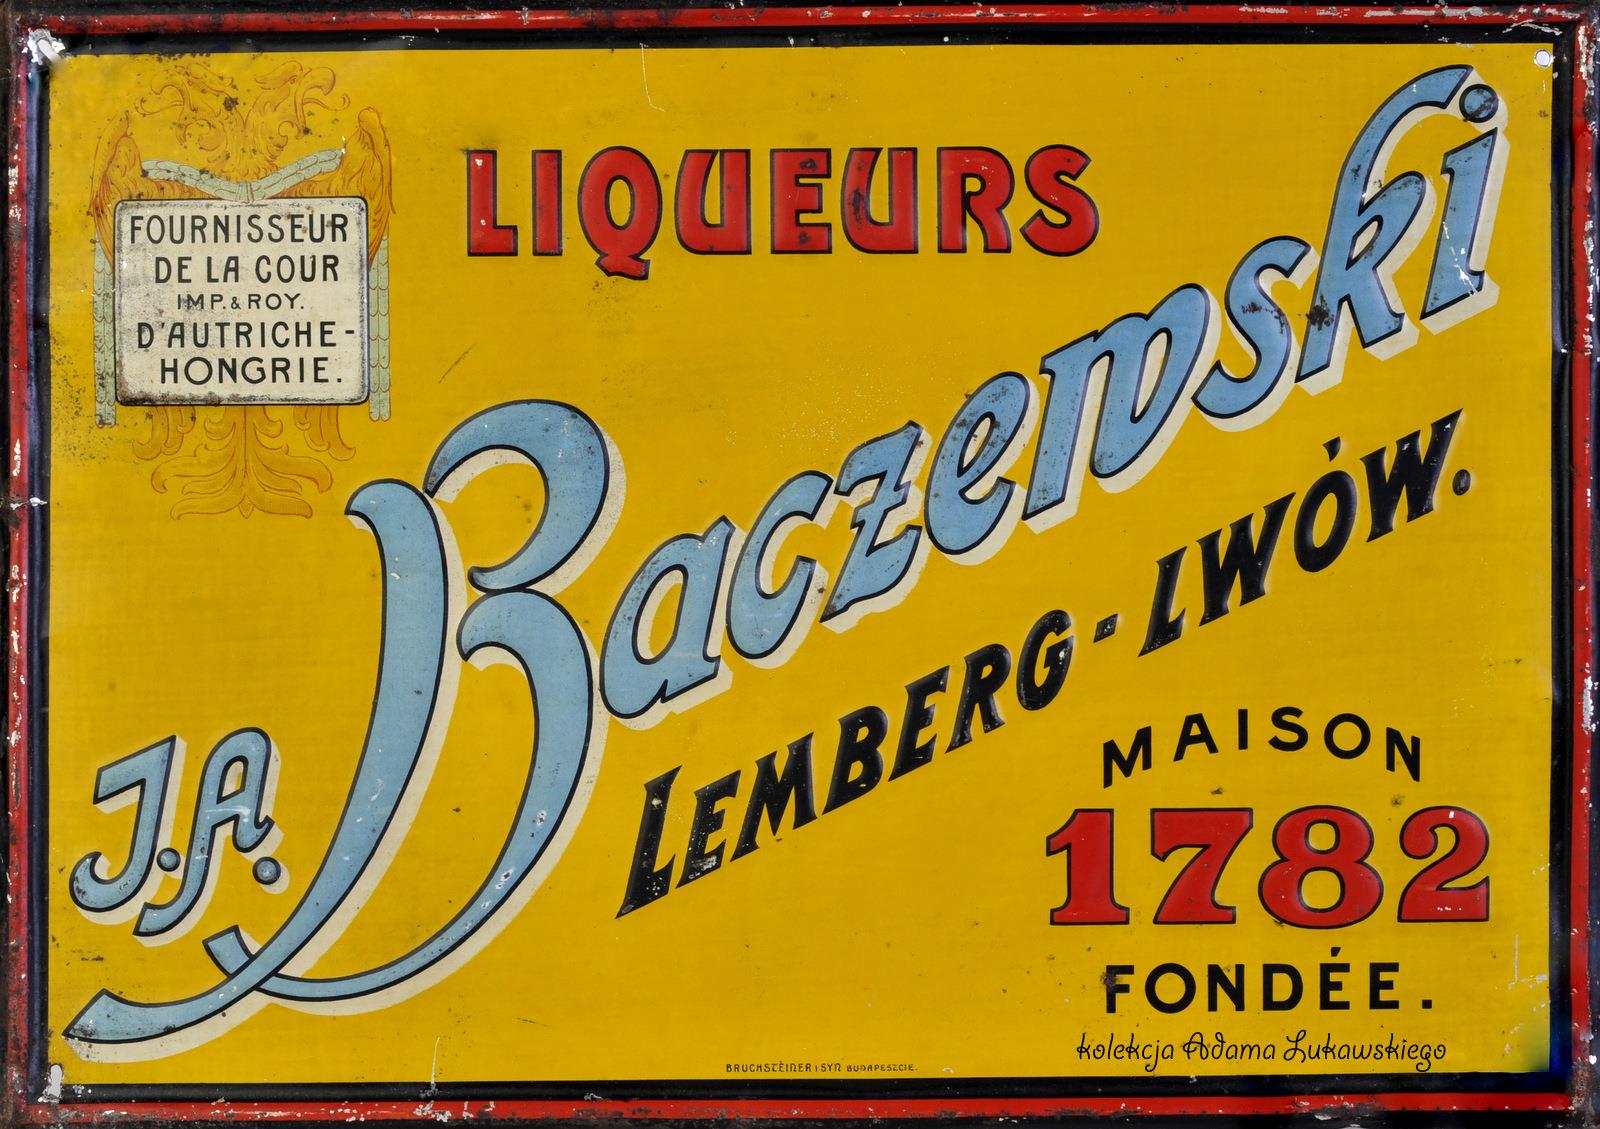 FOURNISSEUR
DE LA COUR
IMP. & ROY.
D'AUTRICHE-
HONGRIE.
LIQUEURS
J.A. Baczewski
LEMBERG - LWÓW.
MAISON
1782
FONDÉE.
kolekcja Adama Łukawskiego
BRUCHSTEINER i SYN BUDAPESZCIE.